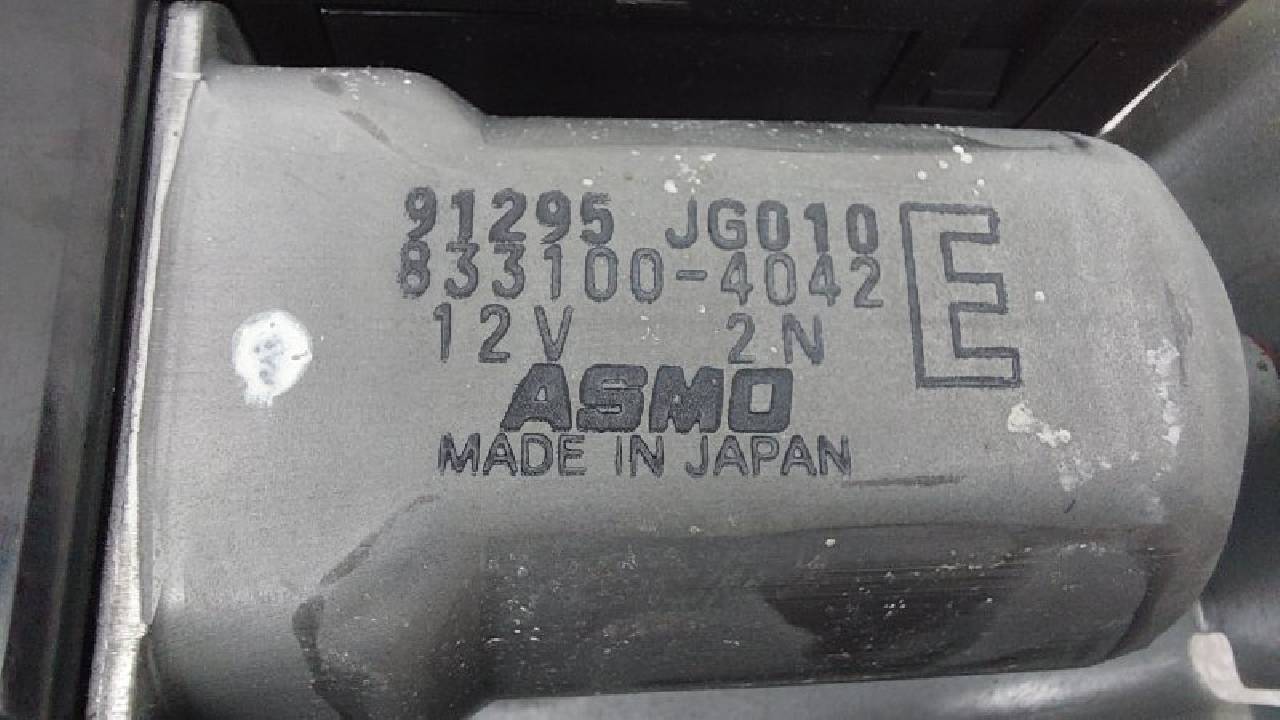 91295 JG010
833100-4042
E
12V 2N
ASMO
MADE IN JAPAN